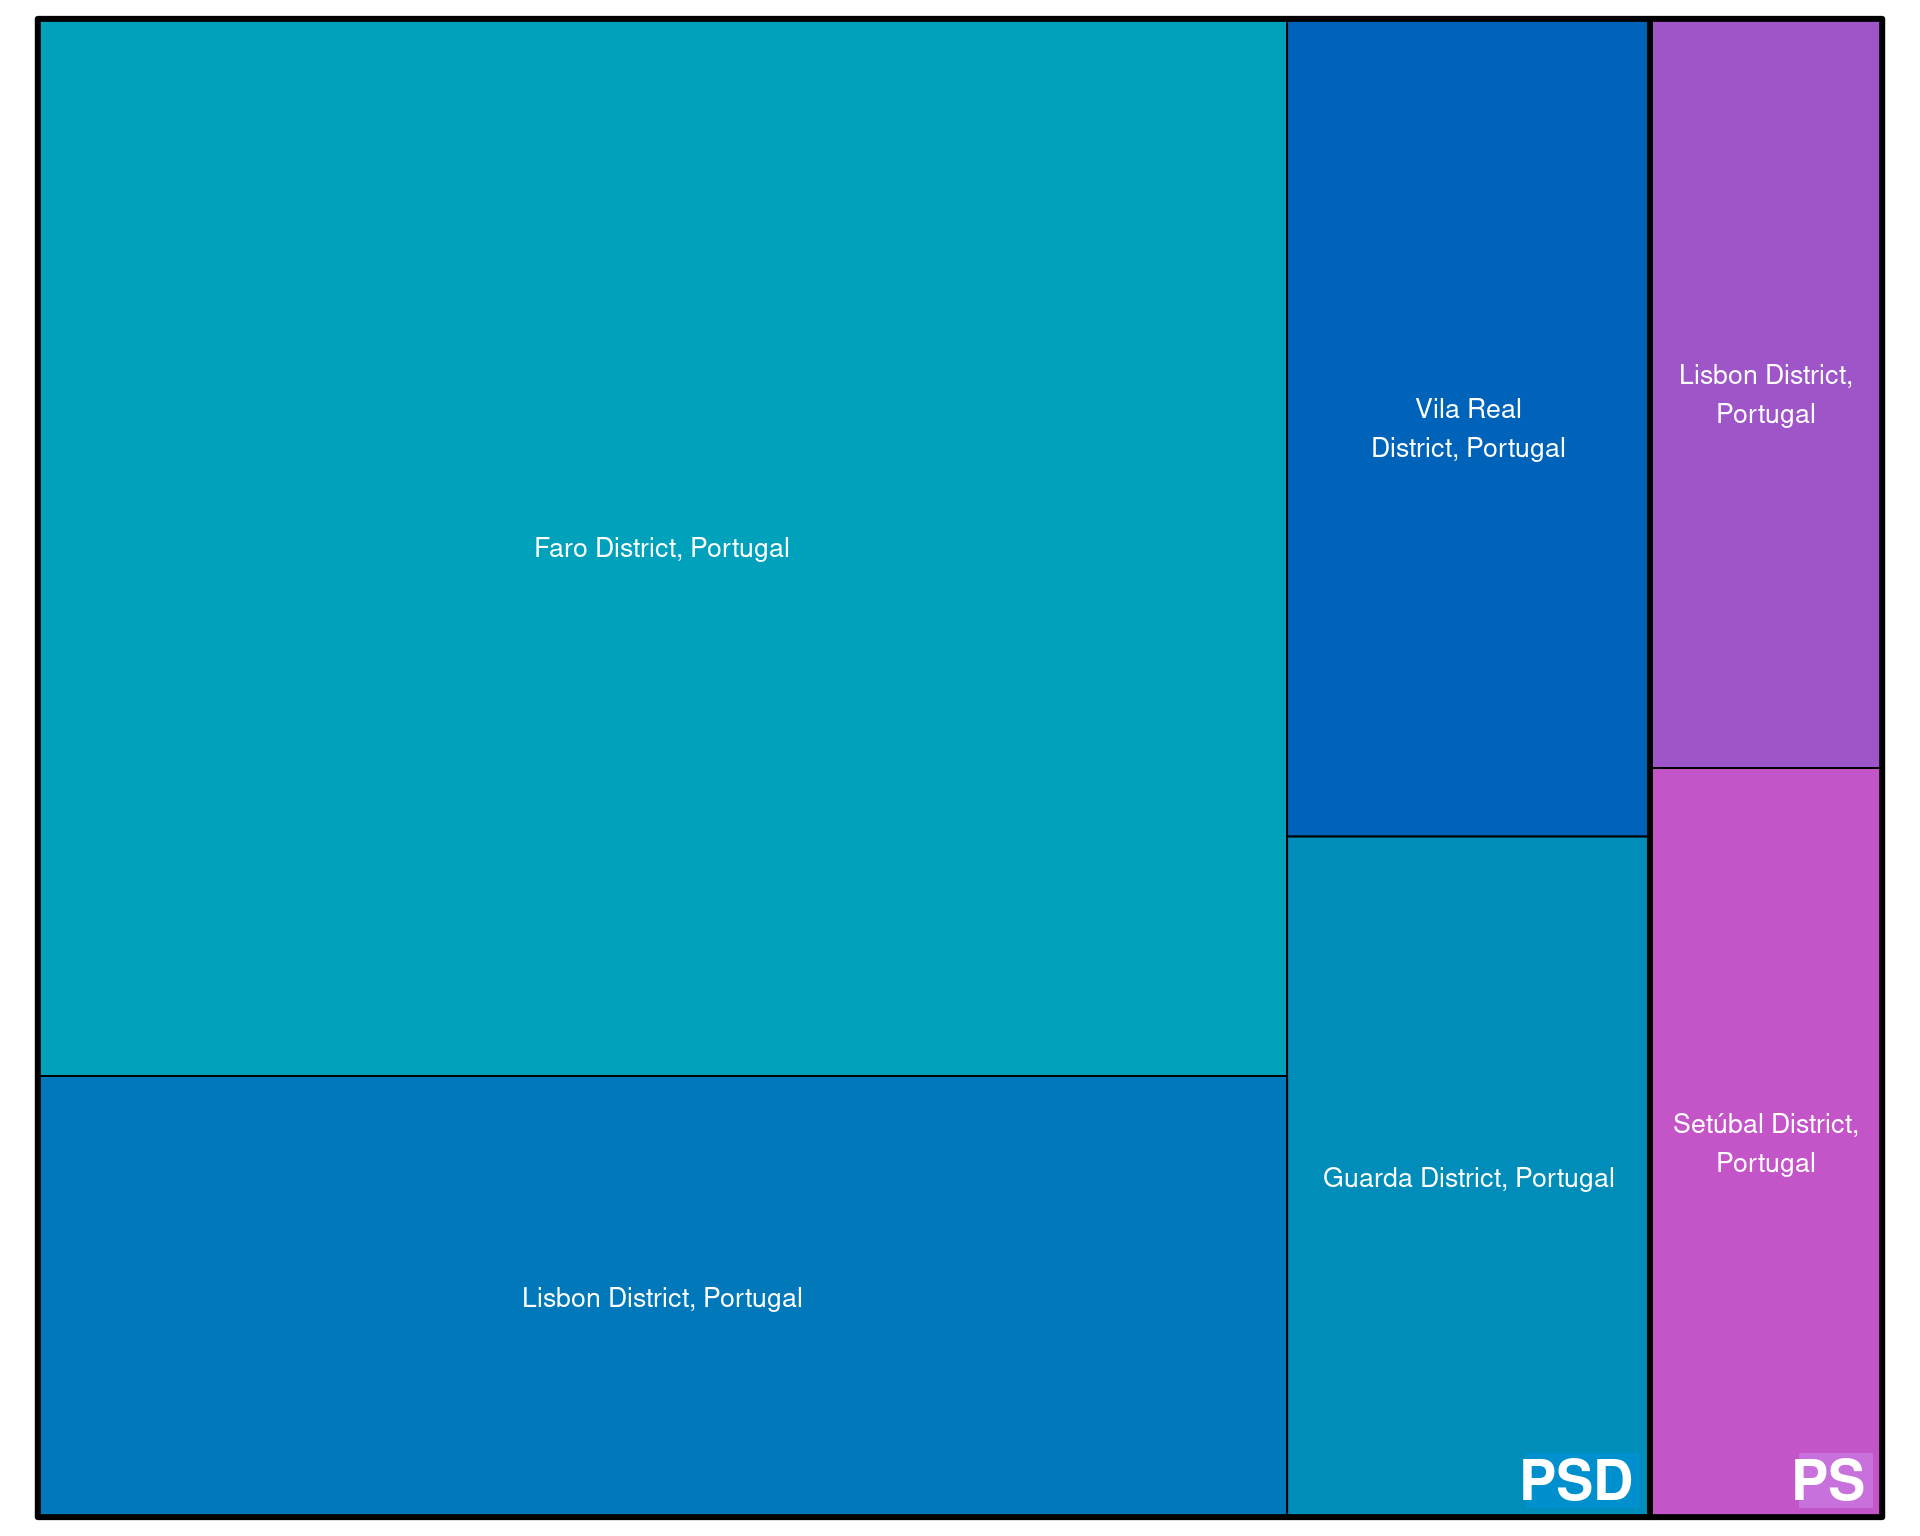 Faro District, Portugal
Lisbon District, Portugal
Vila Real
District, Portugal
Guarda District, Portugal
PSD
Lisbon District,
Portugal
Setúbal District,
Portugal
PS